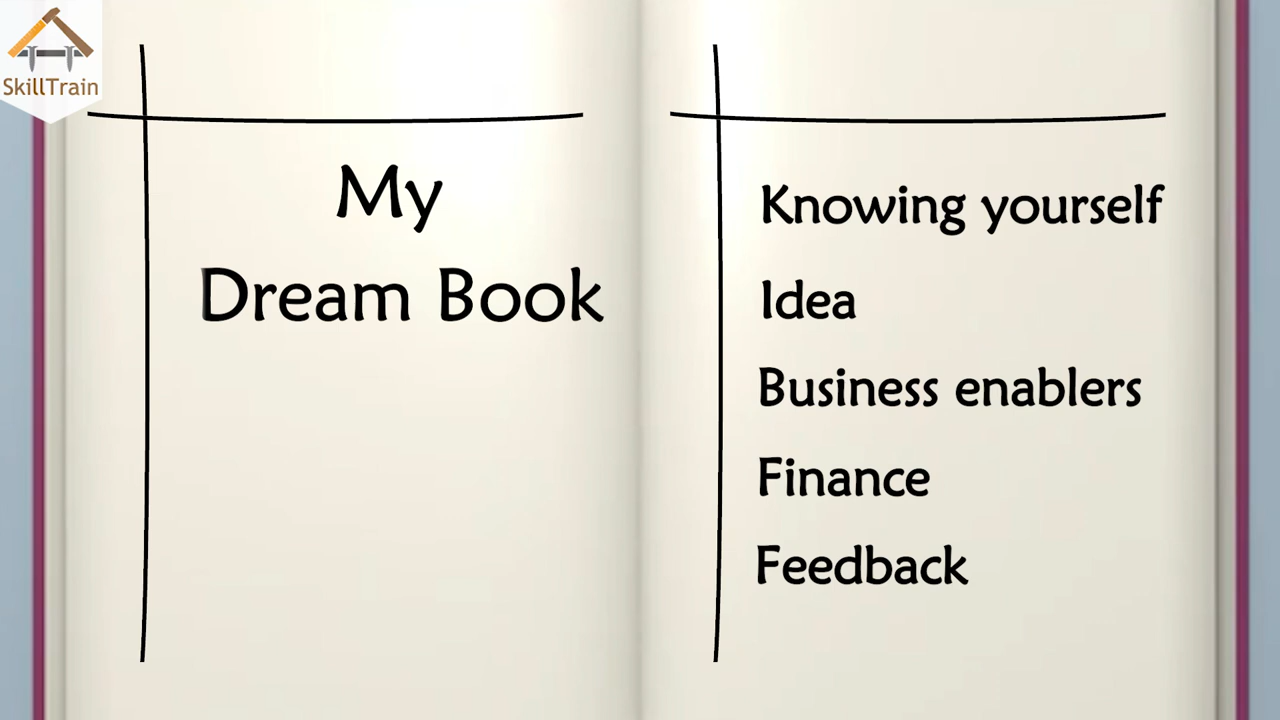 SkillTrain
My
Dream Book
Knowing yourself
Idea
Business enablers
Finance
Feedback